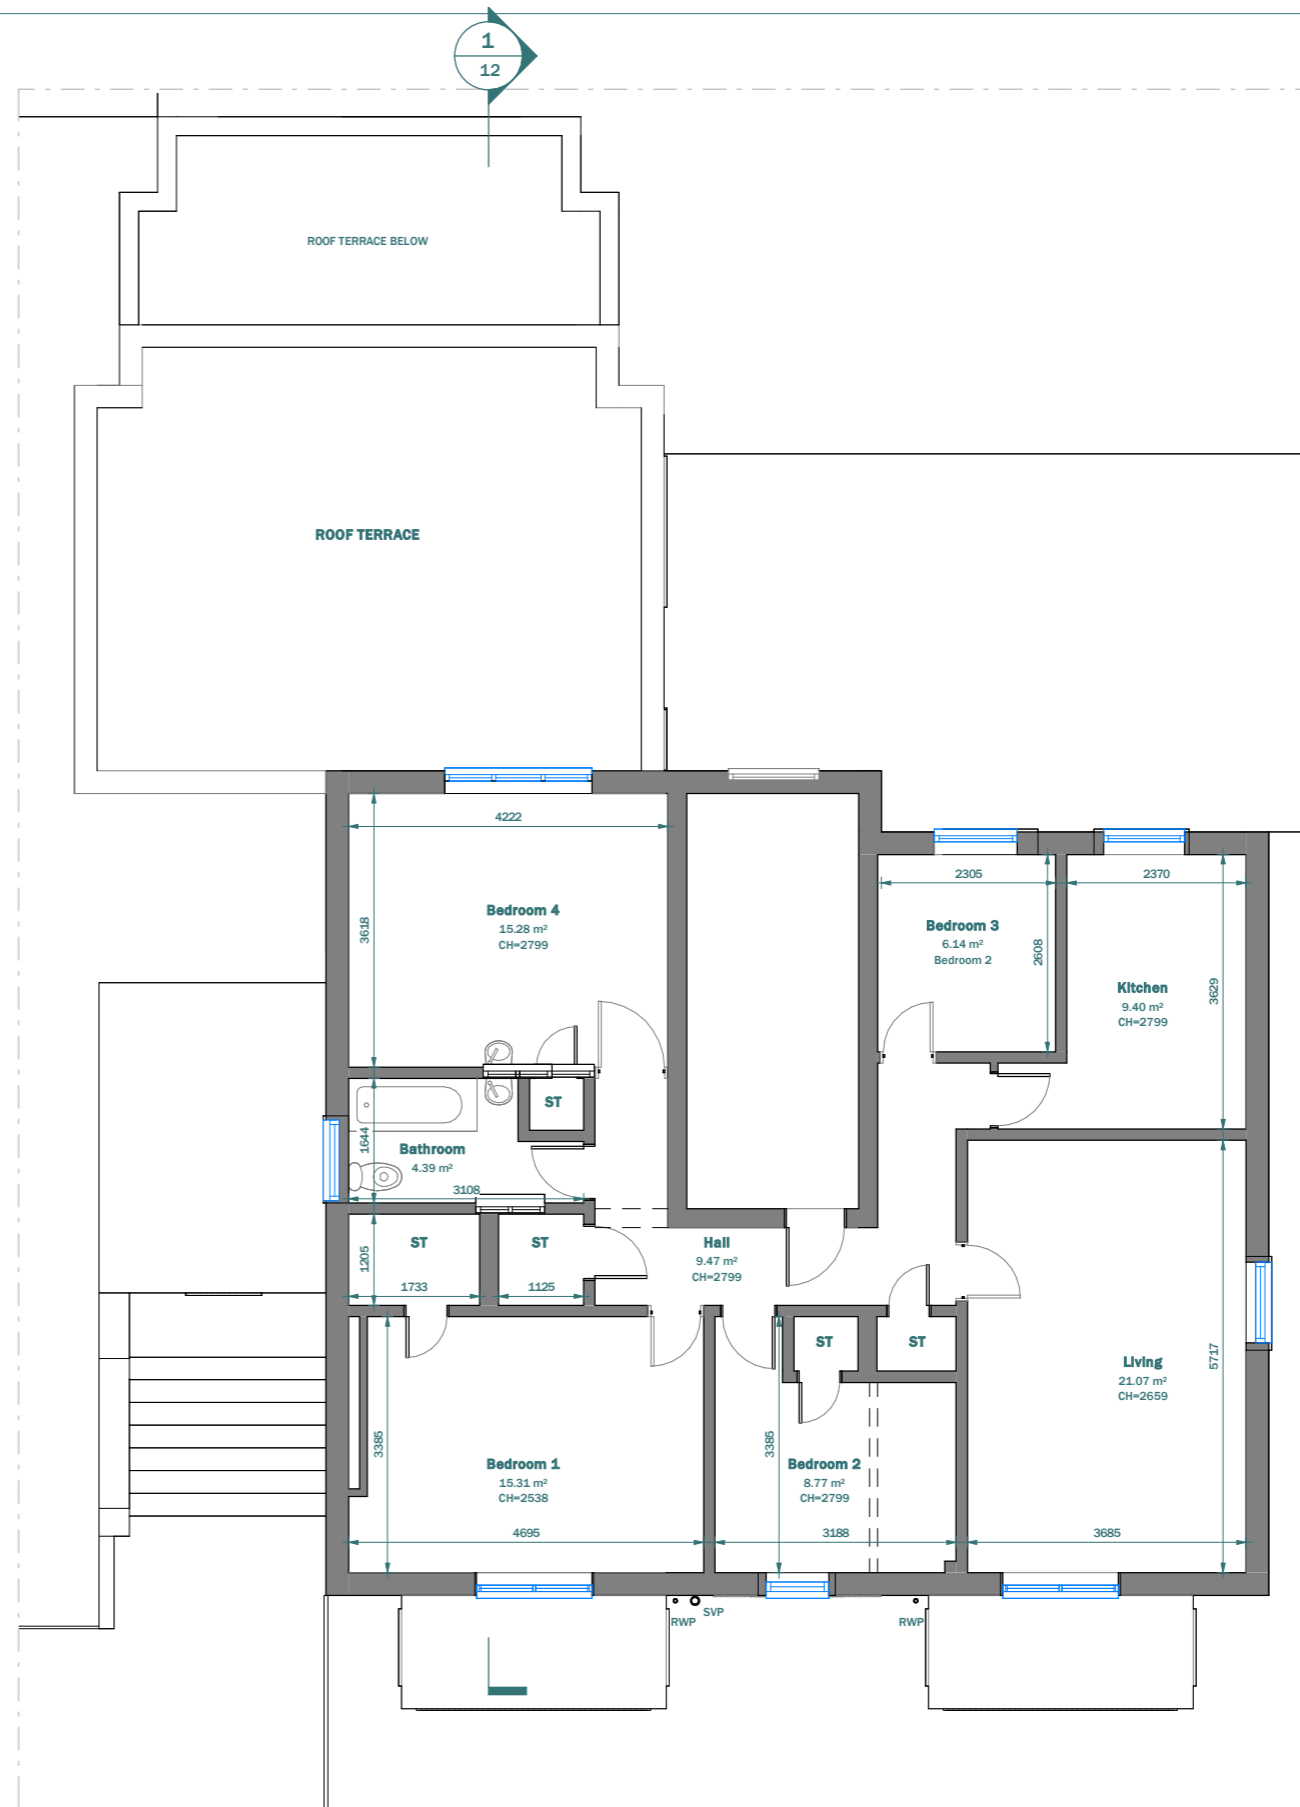 1
12
ROOF TERRACE BELOW
ROOF TERRACE
4222
3618
Bedroom 4
15.28 m²
CH=2799
2305
2370
Bedroom 3
6.14 m²
Bedroom 2
2608
Kitchen
9.40 m²
CH=2799
3629
ST
Bathroom
4.39 m²
1644
3108
ST
1733
1205
ST
1125
Hall
9.47 m²
CH=2799
ST
ST
Living
21.07 m²
CH=2659
5717
3385
Bedroom 1
15.31 m²
CH=2538
4695
3385
Bedroom 2
8.77 m²
CH=2799
3188
3685
RWP
SVP
RWP